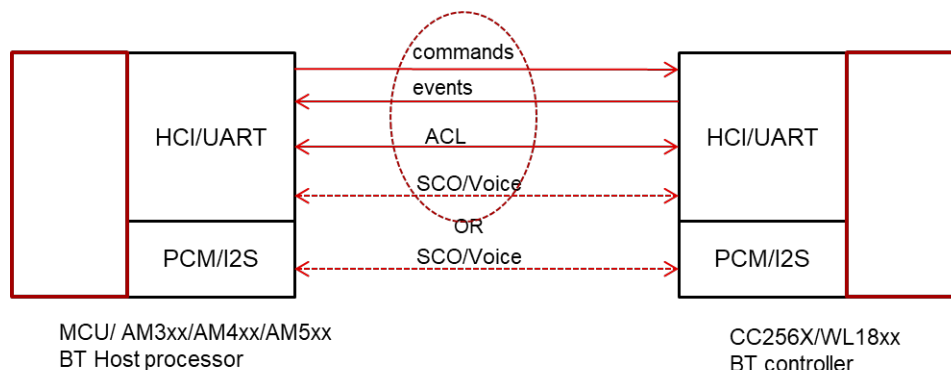 commands
events
HCI/UART
HCI/UART
ACL
SCO/Voice
OR
PCM/I2S
SCO/Voice
PCM/I2S
MCU/ AM3xx/AM4xx/AM5xx
BT Host processor
CC256X/WL18xx
BT controller